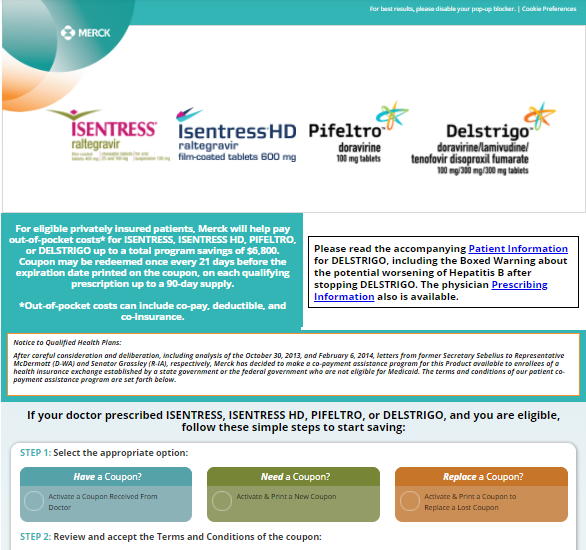 For best results, please disable your pop-up blocker. | Cookie Preferences
MERCK
ISENTRESS®
raltegravir
IsentressHD
raltegravir
film-coated tablets 600 mg
Pifeltro™
doravirine
100 mg tablets
Delstrigo™
doravirine/lamivudine/
tenofovir disoproxil fumarate
100 mg/300 mg/300 mg tablets
For eligible privately insured patients, Merck will help pay
out-of-pocket costs* for ISENTRESS, ISENTRESS HD, PIFELTRO,
or DELSTRIGO up to a total program savings of $6,800.
Coupon may be redeemed once every 21 days before the
expiration date printed on the coupon, on each qualifying
prescription up to a 90-day supply.
*Out-of-pocket costs can include co-pay, deductible, and
co-insurance.
Please read the accompanying Patient Information
for DELSTRIGO, including the Boxed Warning about
the potential worsening of Hepatitis B after
stopping DELSTRIGO. The physician Prescribing
Information also is available.
Notice to Qualified Health Plans:
After careful consideration and deliberation, including analysis of the October 30, 2013, and February 6, 2014, letters from former Secretary Sebelius to Representative
McDermott (D-WA) and Senator Grassley (R-IA), respectively, Merck has decided to make a co-payment assistance program for this Product available to enrollees of a
health insurance exchange established by a state government or the federal government who are not eligible for Medicaid. The terms and conditions of our patient co-
payment assistance program are set forth below.
If your doctor prescribed ISENTRESS, ISENTRESS HD, PIFELTRO, or DELSTRIGO, and you are eligible,
follow these simple steps to start saving:
STEP 1: Select the appropriate option:
Have a Coupon?
Activate a Coupon Received From
Doctor
Need a Coupon?
Activate & Print a New Coupon
Replace a Coupon?
Activate & Print a Coupon to
Replace a Lost Coupon
STEP 2: Review and accept the Terms and Conditions of the coupon: